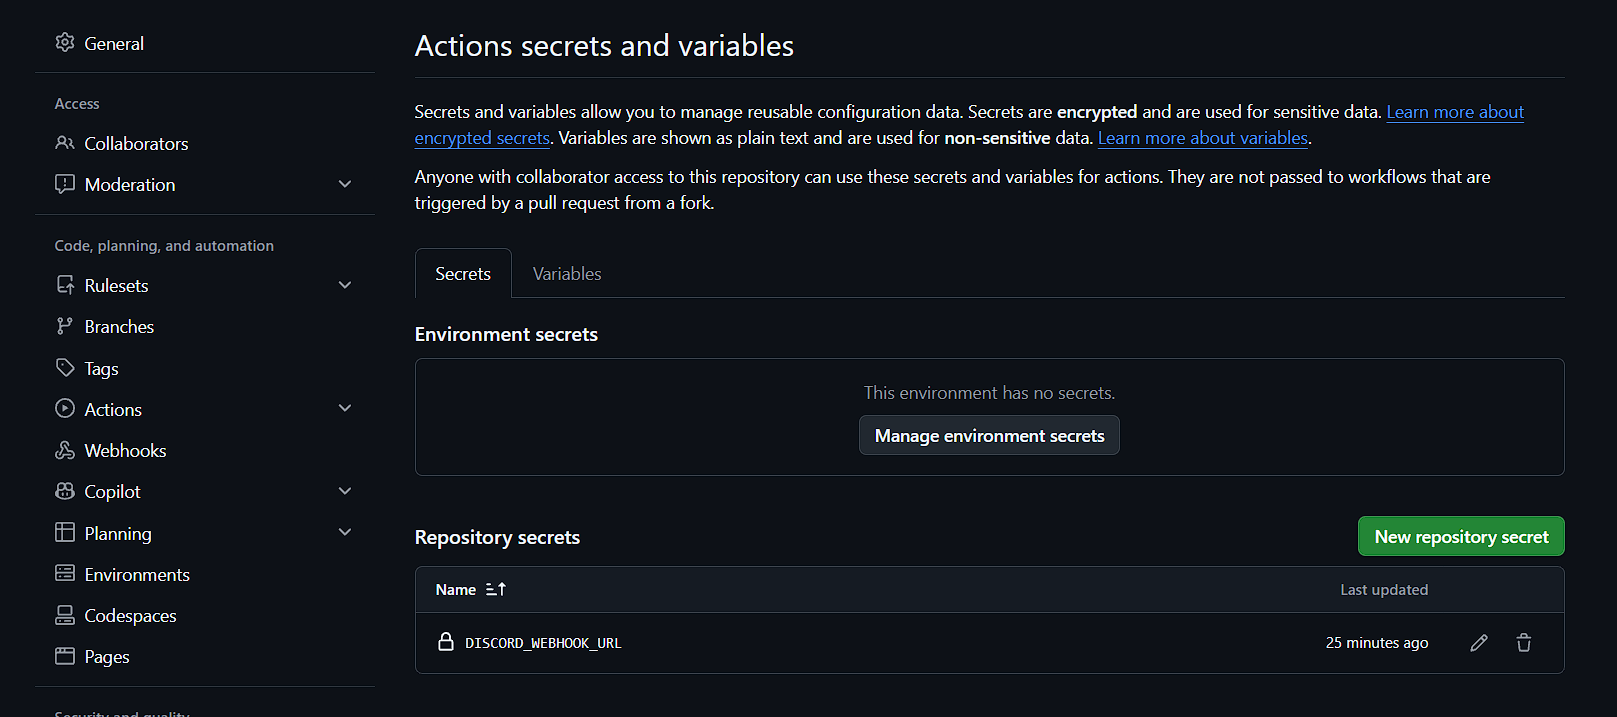 General
Access
Collaborators
Moderation
Code, planning, and automation
Rulesets
Branches
Tags
Actions
Webhooks
Copilot
Planning
Environments
Codespaces
Pages
Security and quality
Actions secrets and variables
Secrets and variables allow you to manage reusable configuration data. Secrets are encrypted and are used for sensitive data. Learn more about
encrypted secrets. Variables are shown as plain text and are used for non-sensitive data. Learn more about variables.
Anyone with collaborator access to this repository can use these secrets and variables for actions. They are not passed to workflows that are
triggered by a pull request from a fork.
Secrets Variables
Environment secrets
This environment has no secrets.
Manage environment secrets
Repository secrets New repository secret
Name Last updated
DISCORD_WEBHOOK_URL 25 minutes ago